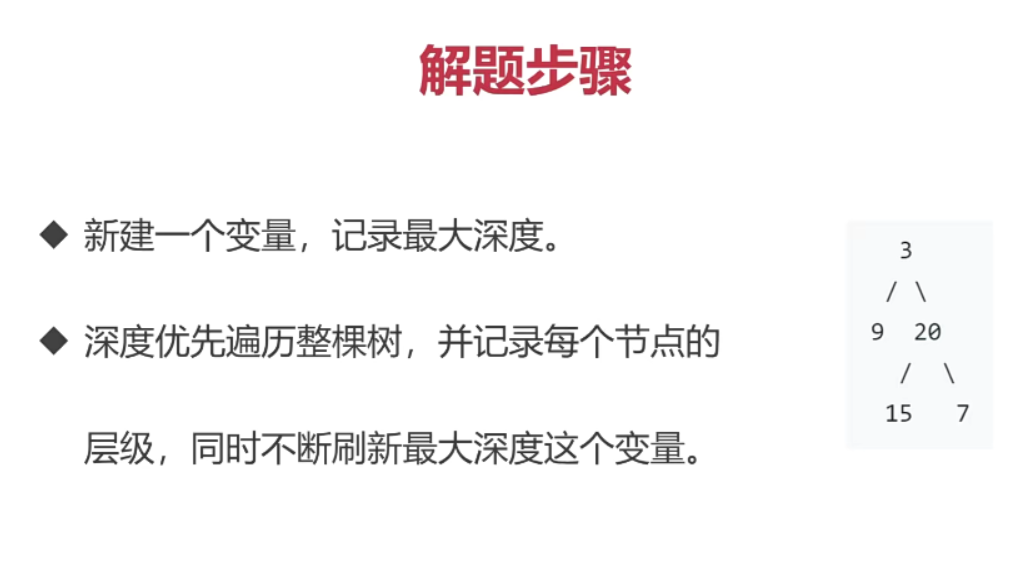 解题步骤
◆ 新建一个变量，记录最大深度。
◆ 深度优先遍历整棵树，并记录每个节点的
层级，同时不断刷新最大深度这个变量。
3
/ \
9 20
/ \
15 7